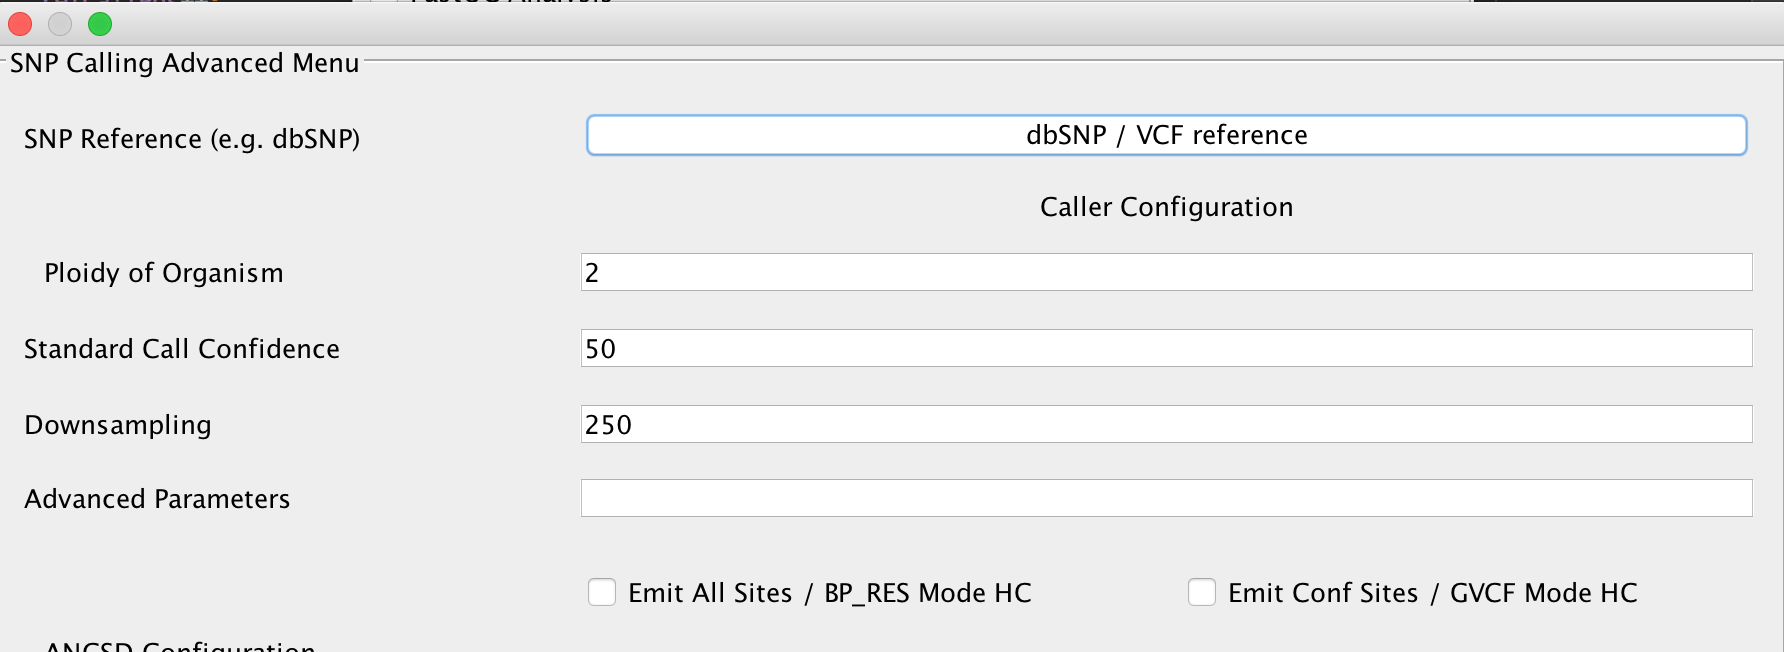 SNP Calling Advanced Menu
SNP Reference (e.g. dbSNP)
dbSNP / VCF reference
Caller Configuration
Ploidy of Organism
2
Standard Call Confidence
50
Downsampling
250
Advanced Parameters
Emit All Sites / BP_RES Mode HC
Emit Conf Sites / GVCF Mode HC
ANGSD Configuration